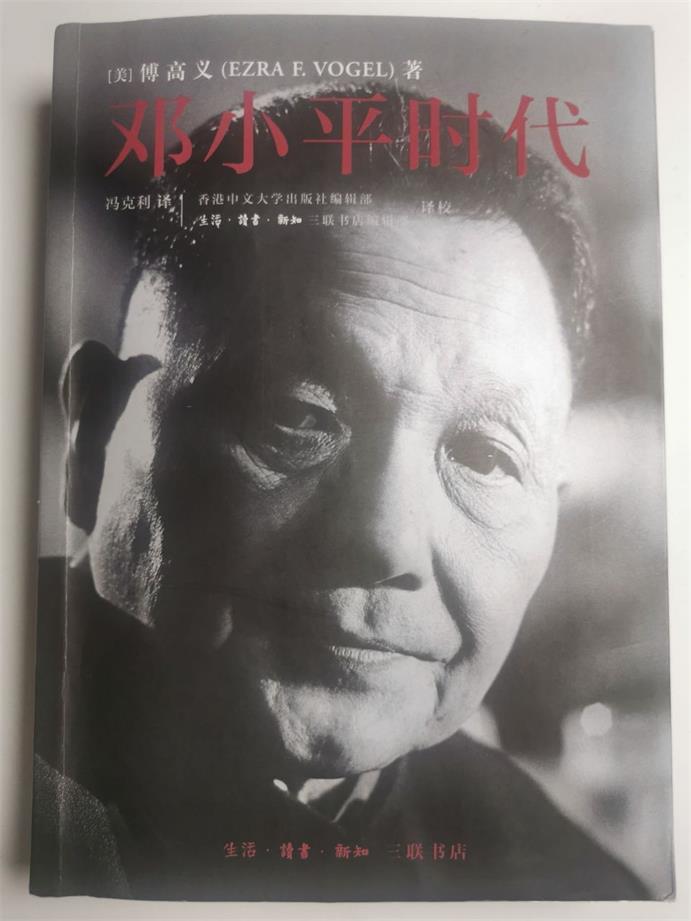 [美]傅高义(EZRA F. VOGEL)著
邓小平时代
冯克利 译
香港中文大学出版社编辑部
生活·讀書·新知 三联书店编辑部
译校
生活·讀書·新知 三联书店